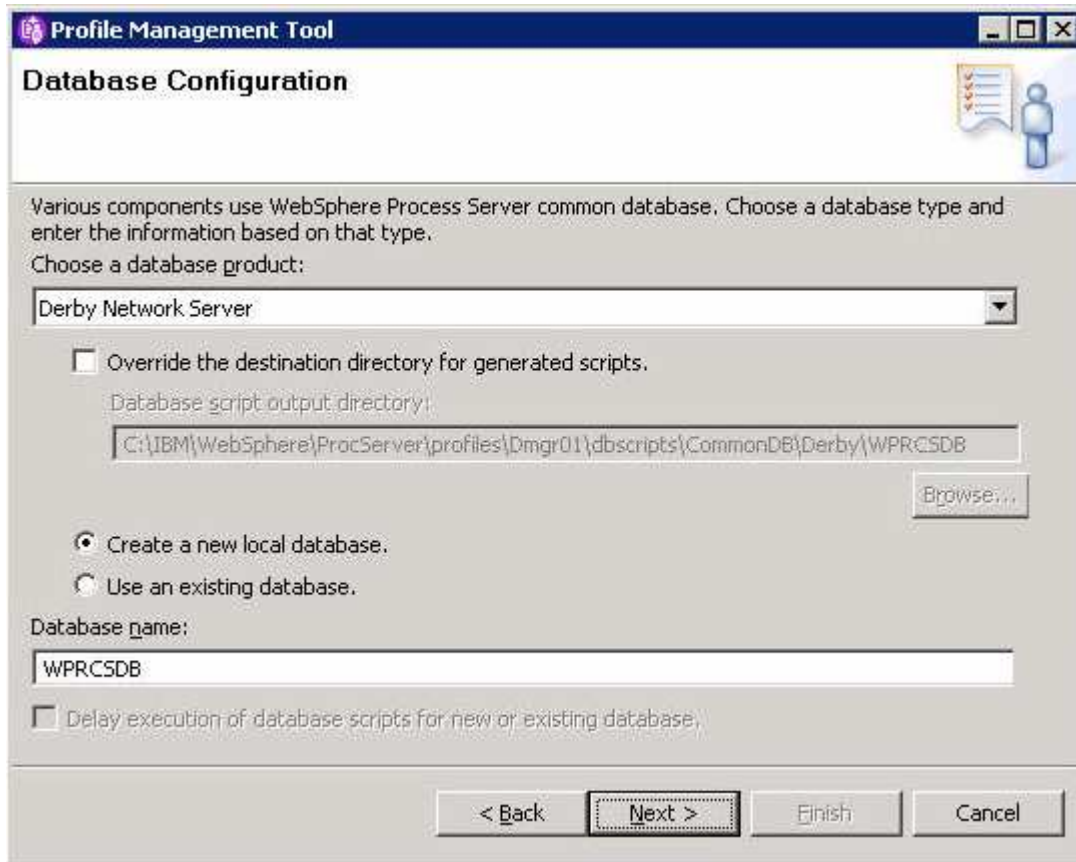 Profile Management Tool
Database Configuration
Various components use WebSphere Process Server common database. Choose a database type and
enter the information based on that type.
Choose a database product:
Derby Network Server
Override the destination directory for generated scripts.
Database script output directory:
C:\IBM\WebSphere\ProcServer\profiles\Dmgr01\dbscripts\CommonDB\Derby\WPRCSDB
Browse...
Create a new local database.
Use an existing database.
Database name:
WPRCSDB
Delay execution of database scripts for new or existing database.
< Back Next > Finish Cancel